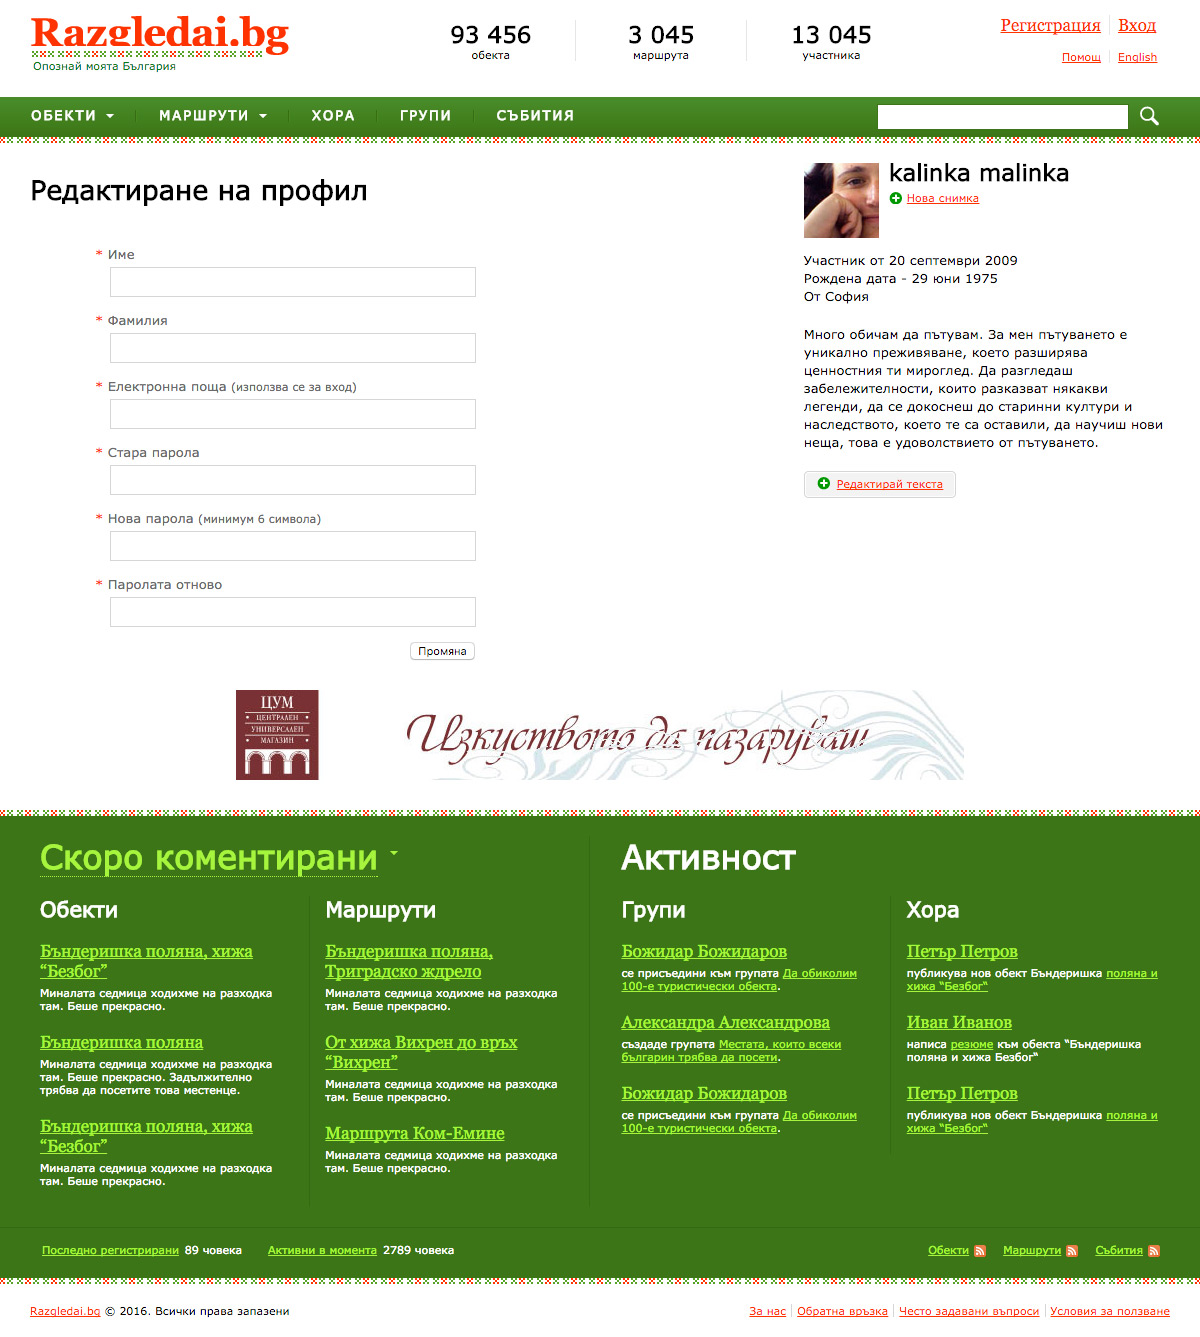 Razgledai.bg
Опознай моята България
93 456
обекта
3 045
маршрута
13 045
участника
Регистрация
Вход
Помощ
English
ОБЕКТИ
МАРШРУТИ
ХОРА
ГРУПИ
СЪБИТИЯ
Редактиране на профил
* Име
* Фамилия
* Електронна поща (използва се за вход)
* Стара парола
* Нова парола (минимум 6 символа)
* Паролата отново
Промяна
kalinka malinka
Нова снимка
Участник от 20 септември 2009
Рождена дата - 29 юни 1975
От София
Много обичам да пътувам. За мен пътуването е
уникално преживяване, което разширява
ценностния ти мироглед. Да разгледаш
забележителности, които разказват някакви
легенди, да се докоснеш до старинни култури и
наследството, което те са оставили, да научиш нови
неща, това е удоволствието от пътуването.
Редактирай текста
ЦУМ
ЦЕНТРАЛЕН
УНИВЕРСАЛЕН
МАГАЗИН
Изкуството да пазаруваш
Скоро коментирани
Обекти
Бъндеришка поляна, хижа
“Безбог”
Миналата седмица ходихме на разходка
там. Беше прекрасно.
Бъндеришка поляна
Миналата седмица ходихме на разходка
там. Беше прекрасно. Задължително
трябва да посетите това местенце.
Бъндеришка поляна, хижа
“Безбог”
Миналата седмица ходихме на разходка
там. Беше прекрасно.
Маршрути
Бъндеришка поляна,
Триградско ждрело
Миналата седмица ходихме на разходка
там. Беше прекрасно.
От хижа Вихрен до връх
“Вихрен”
Миналата седмица ходихме на разходка
там. Беше прекрасно.
Маршрута Ком-Емине
Миналата седмица ходихме на разходка
там. Беше прекрасно.
Активност
Групи
Божидар Божидаров
се присъедини към групата Да обиколим
100-е туристически обекта.
Александра Александрова
създаде групата Местата, които всеки
българин трябва да посети.
Божидар Божидаров
се присъедини към групата Да обиколим
100-е туристически обекта.
Хора
Петър Петров
публикува нов обект Бъндеришка поляна и
хижа “Безбог“
Иван Иванов
написа резюме към обекта “Бъндеришка
поляна и хижа Безбог“
Петър Петров
публикува нов обект Бъндеришка поляна и
хижа “Безбог“
Последно регистрирани 89 човека
Активни в момента 2789 човека
Обекти
Маршрути
Събития
Razgledai.bg © 2016. Всички права запазени
За нас
Обратна връзка
Често задавани въпроси
Условия за ползване